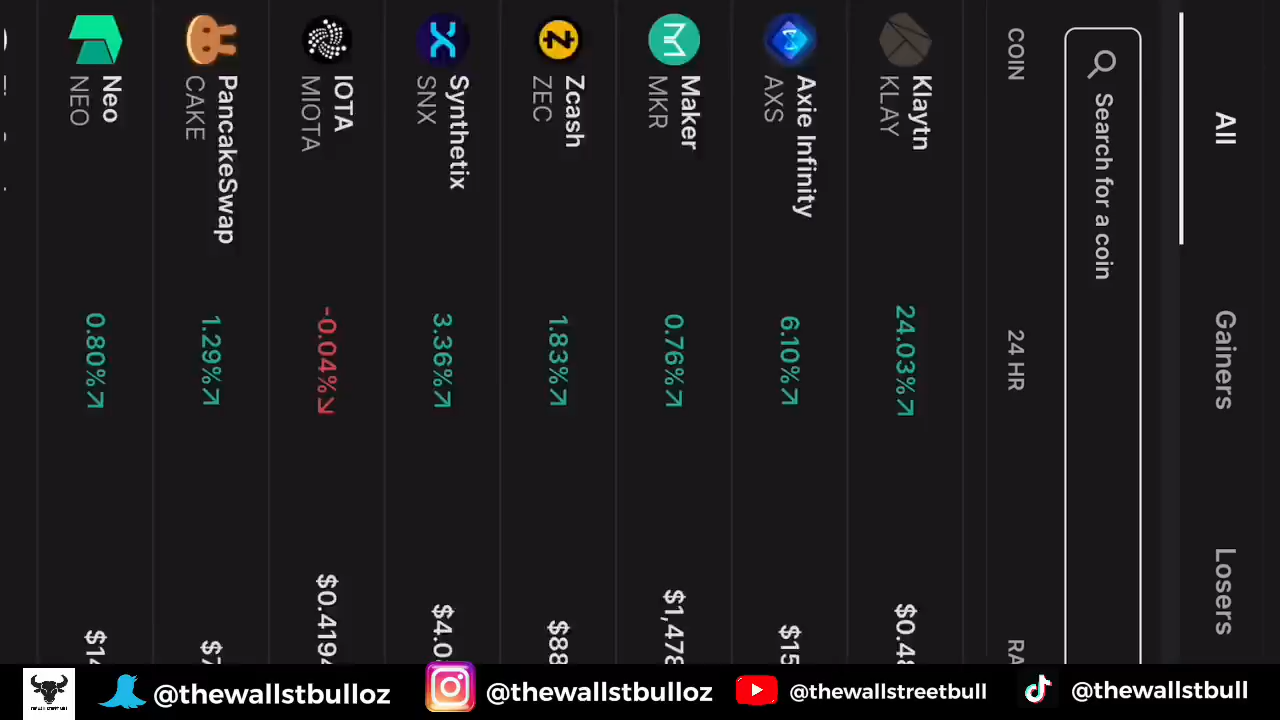 All
Gainers
Losers
Search for a coin
COIN
24 HR
Klaytn
KLAY
24.03%
Axie Infinity
AXS
6.10%
Maker
MKR
0.76%
Zcash
ZEC
1.83%
Synthetix
SNX
3.36%
IOTA
MIOTA
-0.04%
PancakeSwap
CAKE
1.29%
Neo
NEO
0.80%
@thewallstbulloz
@thewallstbulloz
@thewallstreetbull
@thewallstbull